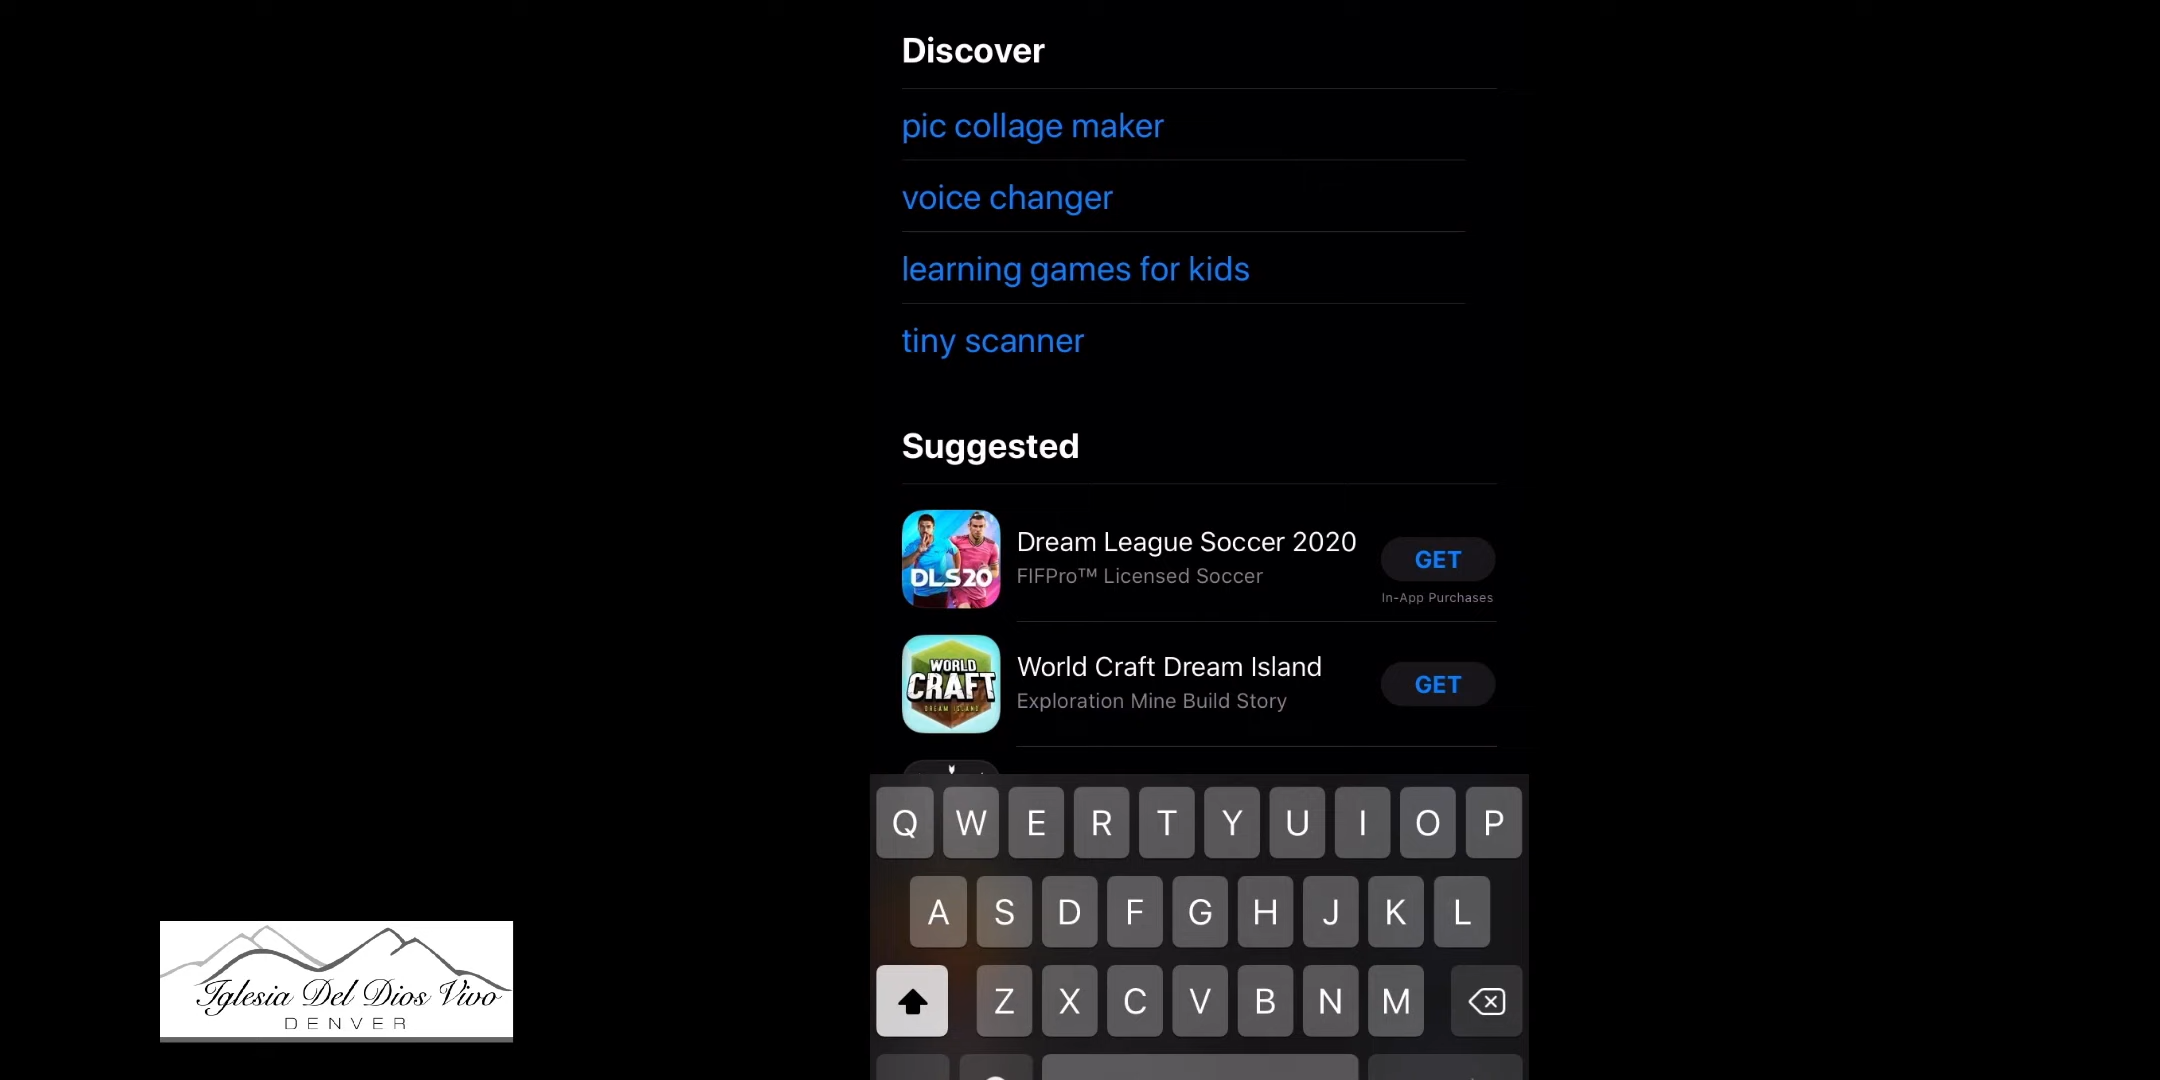 Discover
pic collage maker
voice changer
learning games for kids
tiny scanner
Suggested
DLS20
Dream League Soccer 2020
FIFPro™ Licensed Soccer
GET
In-App Purchases
WORLD
CRAFT
DREAM ISLAND
World Craft Dream Island
Exploration Mine Build Story
GET
Q W E R T Y U I O P
A S D F G H J K L
Z X C V B N M
Iglesia Del Dios Vivo
DENVER